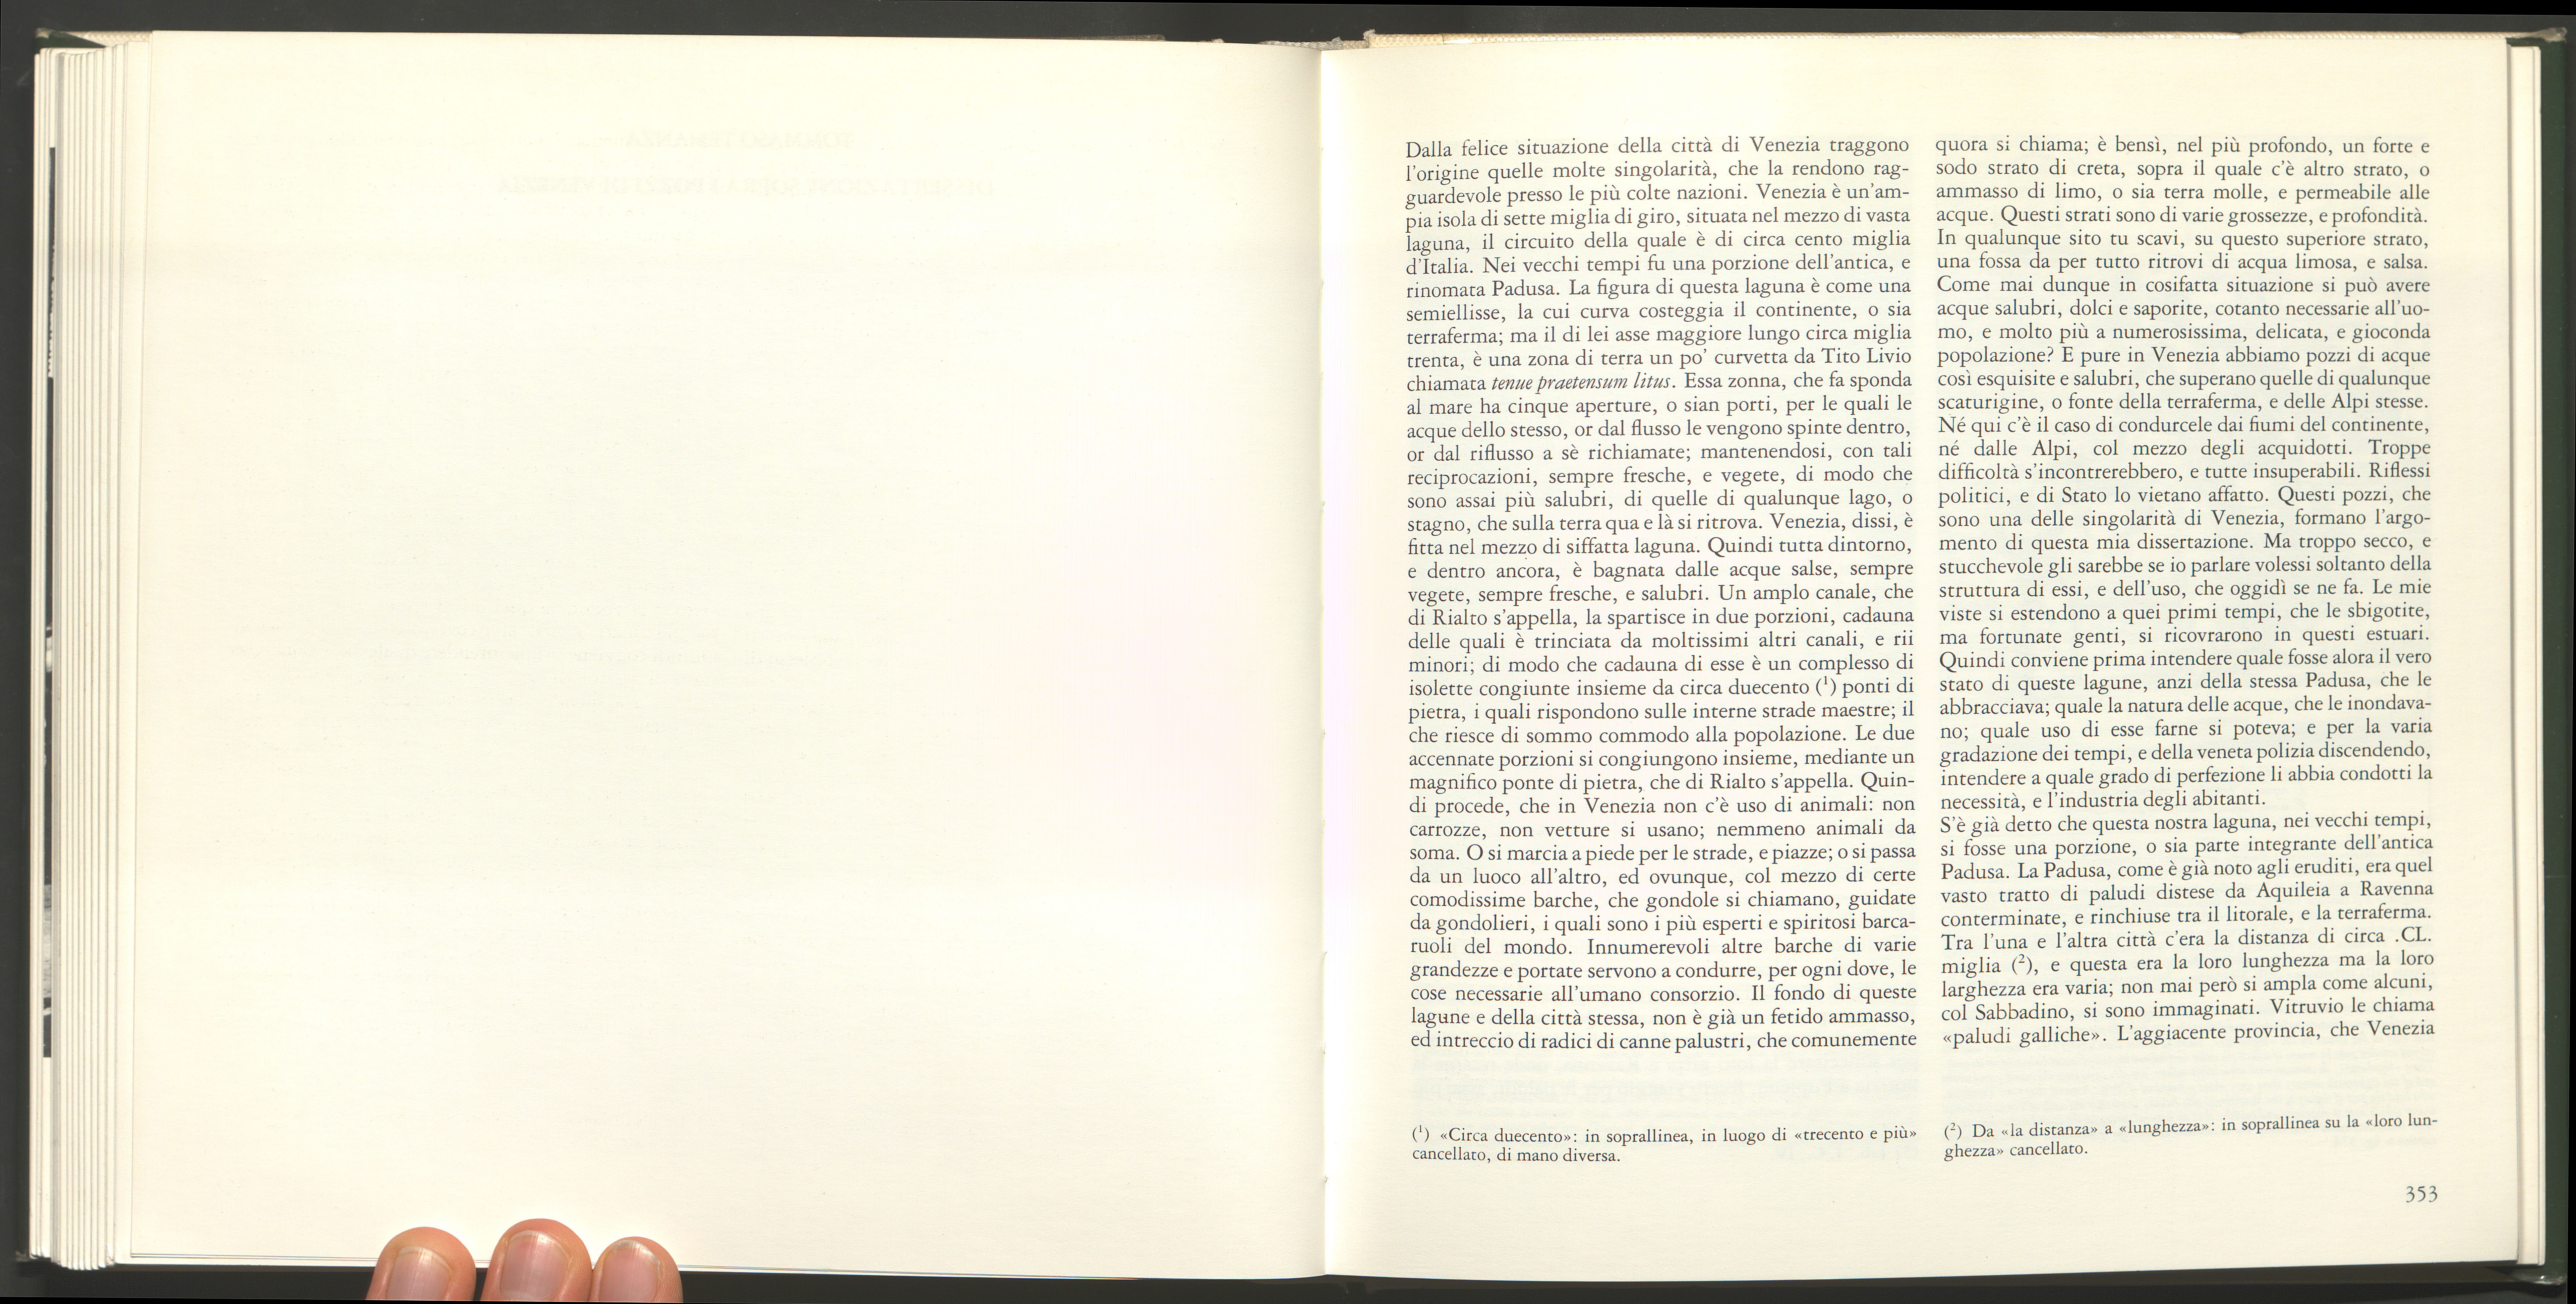 Dalla felice situazione della città di Venezia traggono
l'origine quelle molte singolarità, che la rendono rag-
guardevole presso le più colte nazioni. Venezia è un'am-
pia isola di sette miglia di giro, situata nel mezzo di vasta
laguna, il circuito della quale è di circa cento miglia
d'Italia. Nei vecchi tempi fu una porzione dell'antica, e
rinomata Padusa. La figura di questa laguna è come una
semiellisse, la cui curva costeggia il continente, o sia
terraferma; ma il di lei asse maggiore lungo circa miglia
trenta, è una zona di terra un po' curvetta da Tito Livio
chiamata tenue praetensum litus. Essa zonna, che fa sponda
al mare ha cinque aperture, o sian porti, per le quali le
acque dello stesso, or dal flusso le vengono spinte dentro,
or dal riflusso a sè richiamate; mantenendosi, con tali
reciprocazioni, sempre fresche, e vegete, di modo che
sono assai più salubri, di quelle di qualunque lago, o
stagno, che sulla terra qua e là si ritrova. Venezia, dissi, è
fitta nel mezzo di siffatta laguna. Quindi tutta dintorno,
e dentro ancora, è bagnata dalle acque salse, sempre
vegete, sempre fresche, e salubri. Un amplo canale, che
di Rialto s'appella, la spartisce in due porzioni, cadauna
delle quali è trinciata da moltissimi altri canali, e rii
minori; di modo che cadauna di esse è un complesso di
isolette congiunte insieme da circa duecento (1) ponti di
pietra, i quali rispondono sulle interne strade maestre; il
che riesce di sommo commodo alla popolazione. Le due
accennate porzioni si congiungono insieme, mediante un
magnifico ponte di pietra, che di Rialto s'appella. Quin-
di procede, che in Venezia non c'è uso di animali: non
carrozze, non vetture si usano; nemmeno animali da
soma. O si marcia a piede per le strade, e piazze; o si passa
da un luoco all'altro, ed ovunque, col mezzo di certe
comodissime barche, che gondole si chiamano, guidate
da gondolieri, i quali sono i più esperti e spiritosi barca-
ruoli del mondo. Innumerevoli altre barche di varie
grandezze e portate servono a condurre, per ogni dove, le
cose necessarie all'umano consorzio. Il fondo di queste
lagune e della città stessa, non è già un fetido ammasso,
ed intreccio di radici di canne palustri, che comunemente
(1) «Circa duecento»: in soprallinea, in luogo di «trecento e più»
cancellato, di mano diversa.
quora si chiama; è bensì, nel più profondo, un forte e
sodo strato di creta, sopra il quale c'è altro strato, o
ammasso di limo, o sia terra molle, e permeabile alle
acque. Questi strati sono di varie grossezze, e profondità.
In qualunque sito tu scavi, su questo superiore strato,
una fossa da per tutto ritrovi di acqua limosa, e salsa.
Come mai dunque in cosifatta situazione si può avere
acque salubri, dolci e saporite, cotanto necessarie all'uo-
mo, e molto più a numerosissima, delicata, e gioconda
popolazione? E pure in Venezia abbiamo pozzi di acque
così esquisite e salubri, che superano quelle di qualunque
scaturigine, o fonte della terraferma, e delle Alpi stesse.
Né qui c'è il caso di condurcele dai fiumi del continente,
né dalle Alpi, col mezzo degli acquidotti. Troppe
difficoltà s'incontrerebbero, e tutte insuperabili. Riflessi
politici, e di Stato lo vietano affatto. Questi pozzi, che
sono una delle singolarità di Venezia, formano l'argo-
mento di questa mia dissertazione. Ma troppo secco, e
stucchevole gli sarebbe se io parlare volessi soltanto della
struttura di essi, e dell'uso, che oggidì se ne fa. Le mie
viste si estendono a quei primi tempi, che le sbigotite,
ma fortunate genti, si ricovrarono in questi estuari.
Quindi conviene prima intendere quale fosse alora il vero
stato di queste lagune, anzi della stessa Padusa, che le
abbracciava; quale la natura delle acque, che le inondava-
no; quale uso di esse farne si poteva; e per la varia
gradazione dei tempi, e della veneta polizia discendendo,
intendere a quale grado di perfezione li abbia condotti la
necessità, e l'industria degli abitanti.
S'è già detto che questa nostra laguna, nei vecchi tempi,
si fosse una porzione, o sia parte integrante dell'antica
Padusa. La Padusa, come è già noto agli eruditi, era quel
vasto tratto di paludi distese da Aquileia a Ravenna
conterminate, e rinchiuse tra il litorale, e la terraferma.
Tra l'una e l'altra città c'era la distanza di circa .CL.
miglia (2), e questa era la loro lunghezza ma la loro
larghezza era varia; non mai però si ampla come alcuni,
col Sabbadino, si sono immaginati. Vitruvio le chiama
«paludi galliche». L'aggiacente provincia, che Venezia
(2) Da «la distanza» a «lunghezza»: in soprallinea su la «loro lun-
ghezza» cancellato.
353